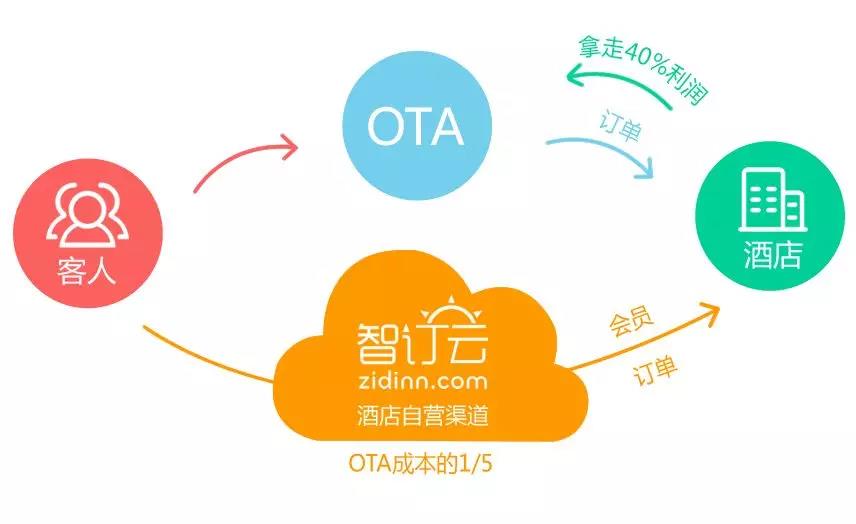 拿走40%利润
OTA
订单
客人
酒店
智订云
zidinn.com
酒店自营渠道
会员
订单
OTA成本的1/5